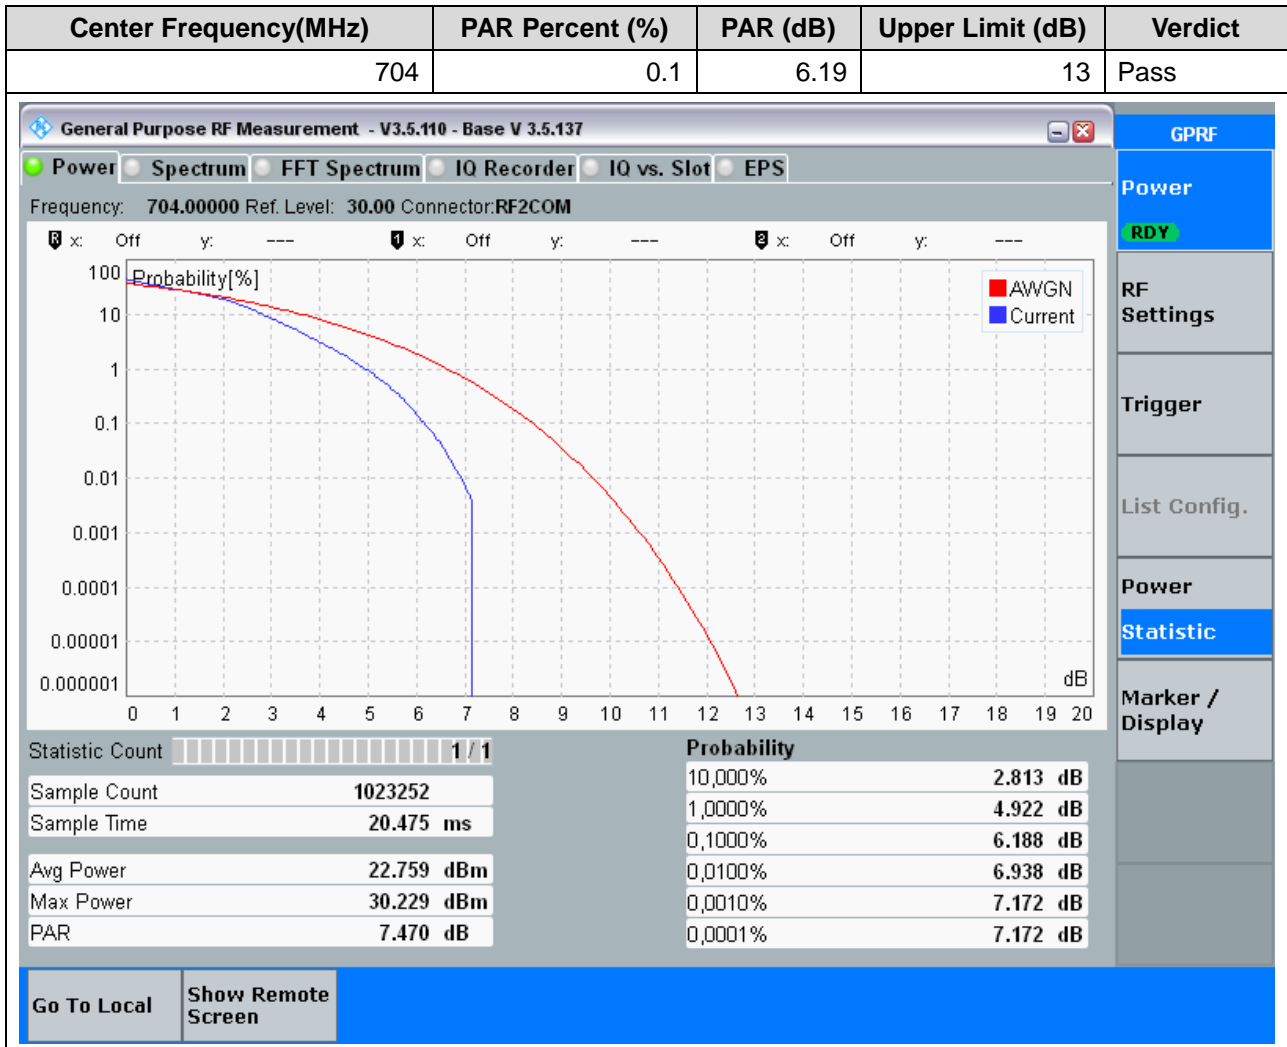 Center Frequency(MHz) PAR Percent (%) PAR (dB) Upper Limit (dB) Verdict
704 0.1 6.19 13 Pass
General Purpose RF Measurement - V3.5.110 - Base V 3.5.137
GPRF
Power Spectrum FFT Spectrum IQ Recorder IQ vs. Slot EPS
Frequency: 704.00000 Ref. Level: 30.00 Connector:RF2COM
R x: Off y: --- 1 x: Off y: --- 2 x: Off y: ---
Probability[%]
AWGN
Current
100
10
1
0.1
0.01
0.001
0.0001
0.00001
0.000001
dB
0 1 2 3 4 5 6 7 8 9 10 11 12 13 14 15 16 17 18 19 20
Statistic Count 1 / 1
Sample Count 1023252
Sample Time 20.475 ms
Avg Power 22.759 dBm
Max Power 30.229 dBm
PAR 7.470 dB
Probability
10,000% 2.813 dB
1,0000% 4.922 dB
0,1000% 6.188 dB
0,0100% 6.938 dB
0,0010% 7.172 dB
0,0001% 7.172 dB
Power
RDY
RF
Settings
Trigger
List Config.
Power
Statistic
Marker /
Display
Go To Local
Show Remote
Screen